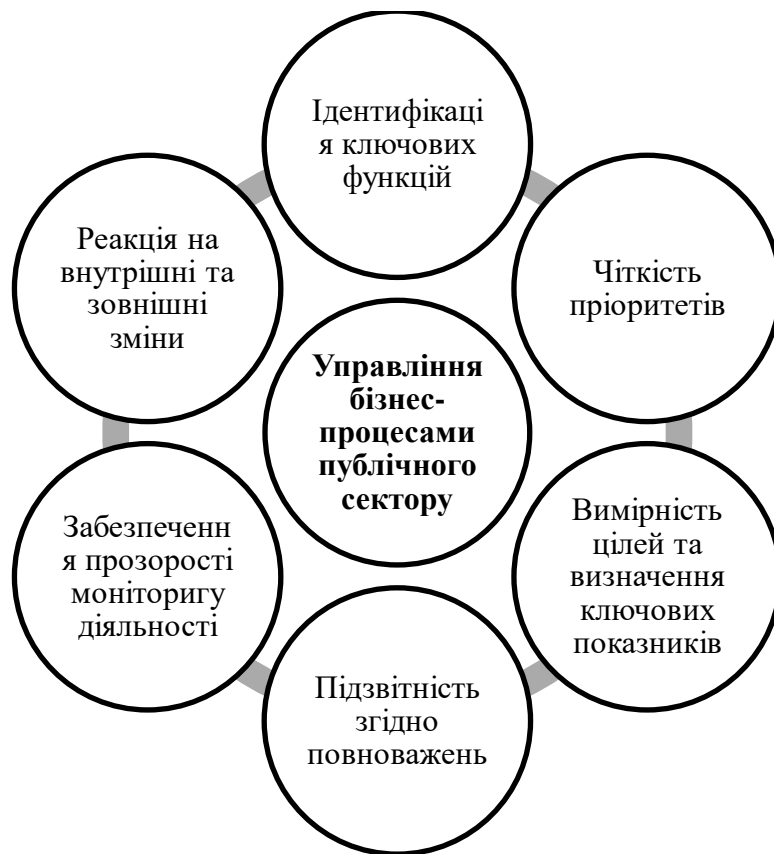 Ідентифікаці
я ключових
функцій
Чіткість
пріоритетів
Вимірність
цілей та
визначення
ключових
показників
Підзвітність
згідно
повноважень
Забезпеченн
я прозорості
моніторигу
діяльності
Реакція на
внутрішні та
зовнішні
зміни
Управління
бізнес-
процесами
публічного
сектору